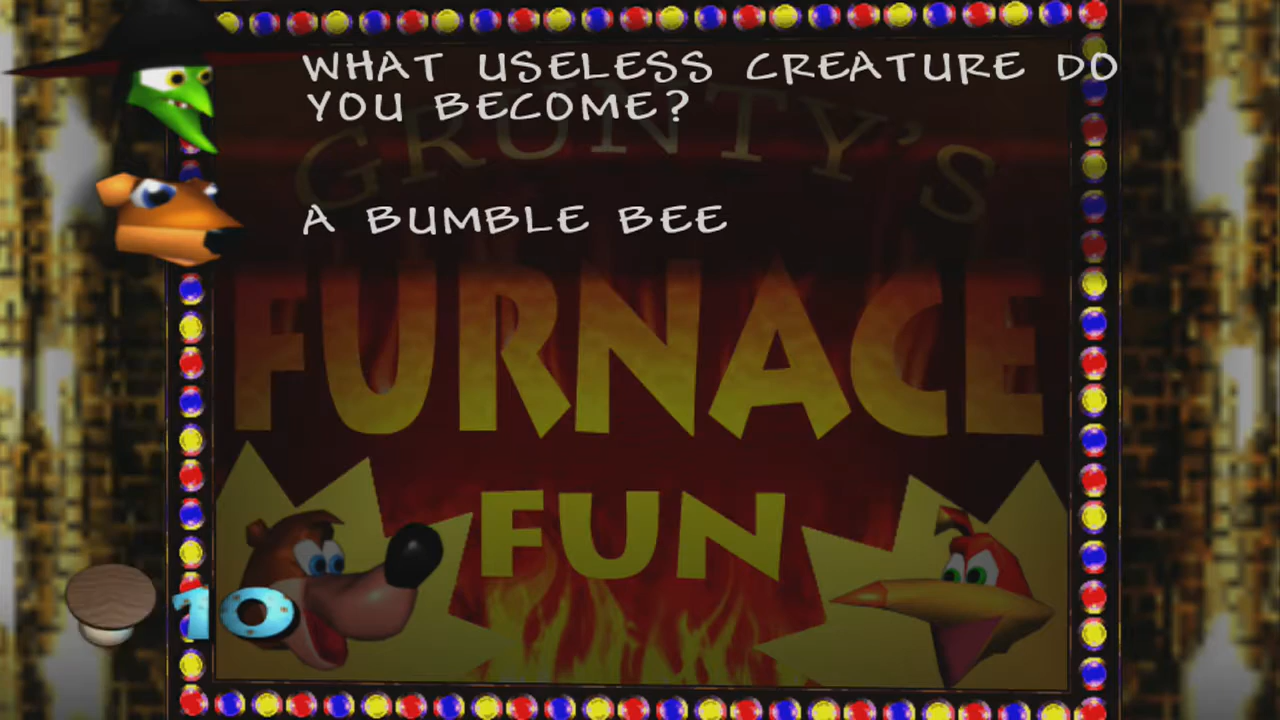 WHAT USELESS CREATURE DO
YOU BECOME?
A BUMBLE BEE
GRUNTY'S
FURNACE
FUN
10